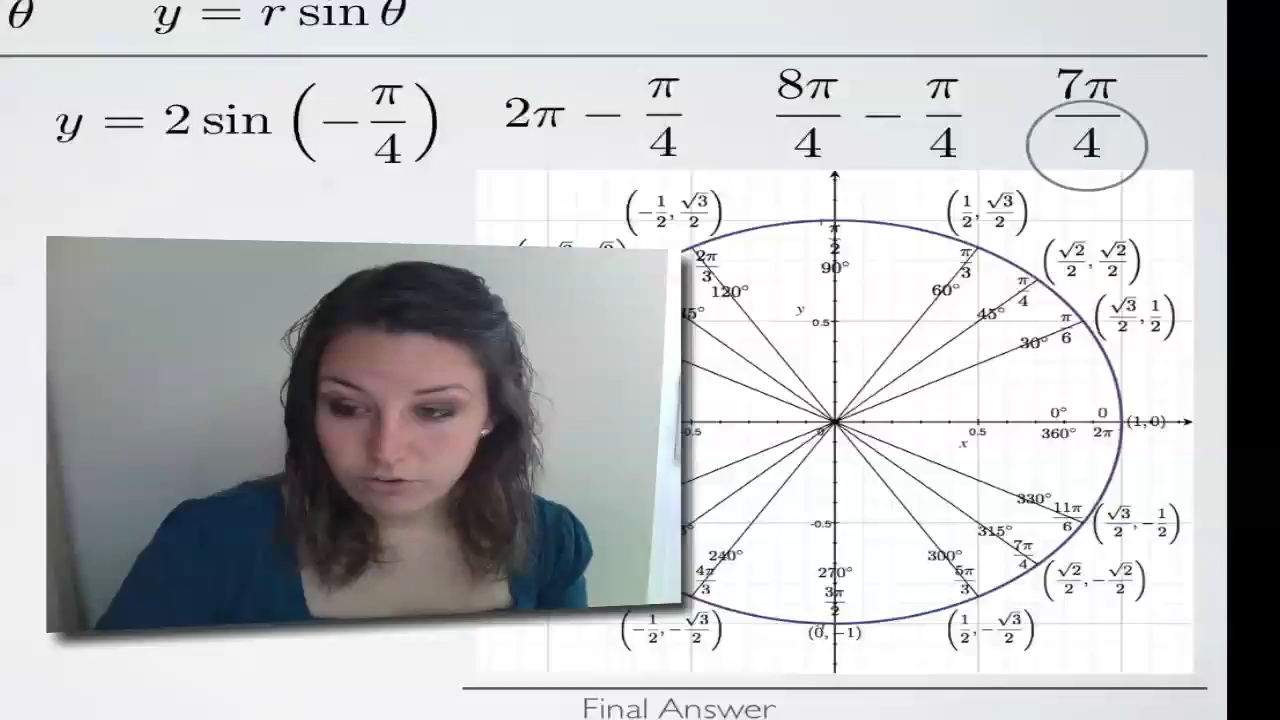 θ y = r sin θ
y = 2 sin (−π/4) 2π − π/4 8π/4 − π/4 7π/4
(−1/2, √3/2) (1/2, √3/2)
π/2
90°
2π/3 π/3
120° 60°
(√2/2, √2/2)
π/4
45°
y 0.5
(√3/2, 1/2)
π/6
30°
0° 0
360° 2π (1,0)
-0.5 0.5 x
330° 11π/6 (√3/2, −1/2)
-0.5 315° 7π/4 (√2/2, −√2/2)
240° 300°
4π/3 270° 5π/3
3π/2
(−1/2, −√3/2) (0,−1) (1/2, −√3/2)
Final Answer